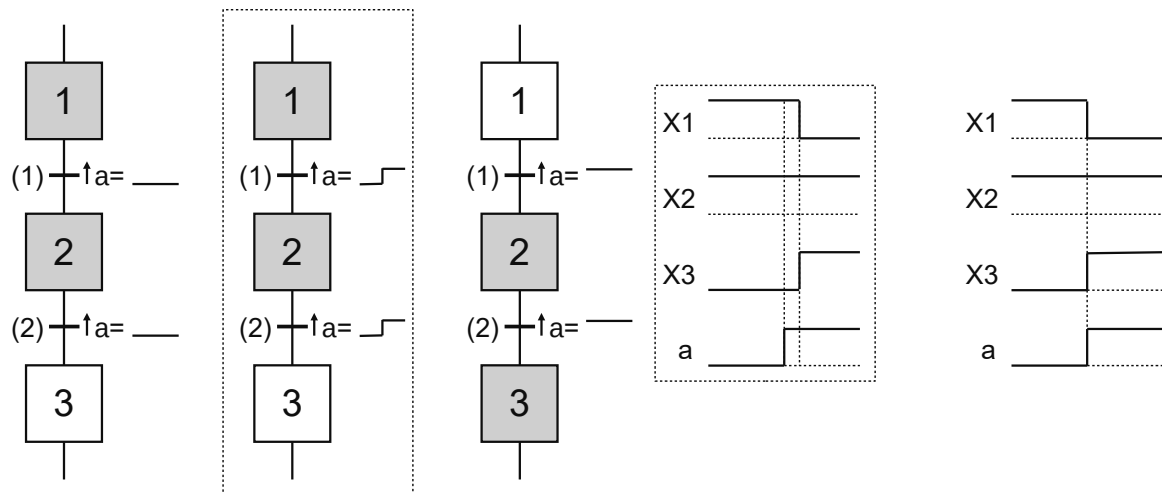 1
(1) ↑a=
2
(2) ↑a=
3
1
(1) ↑a=
2
(2) ↑a=
3
1
(1) ↑a=
2
(2) ↑a=
3
X1
X2
X3
a
X1
X2
X3
a